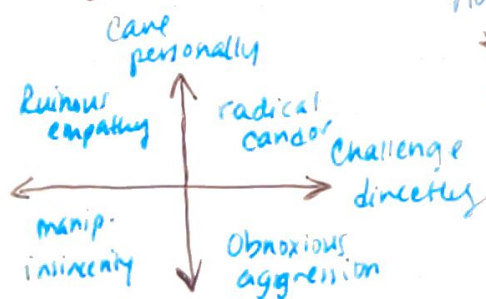 Care
personally
Ruinous
empathy
radical
candor
Challenge
directly
manip.
insincerity
Obnoxious
aggression